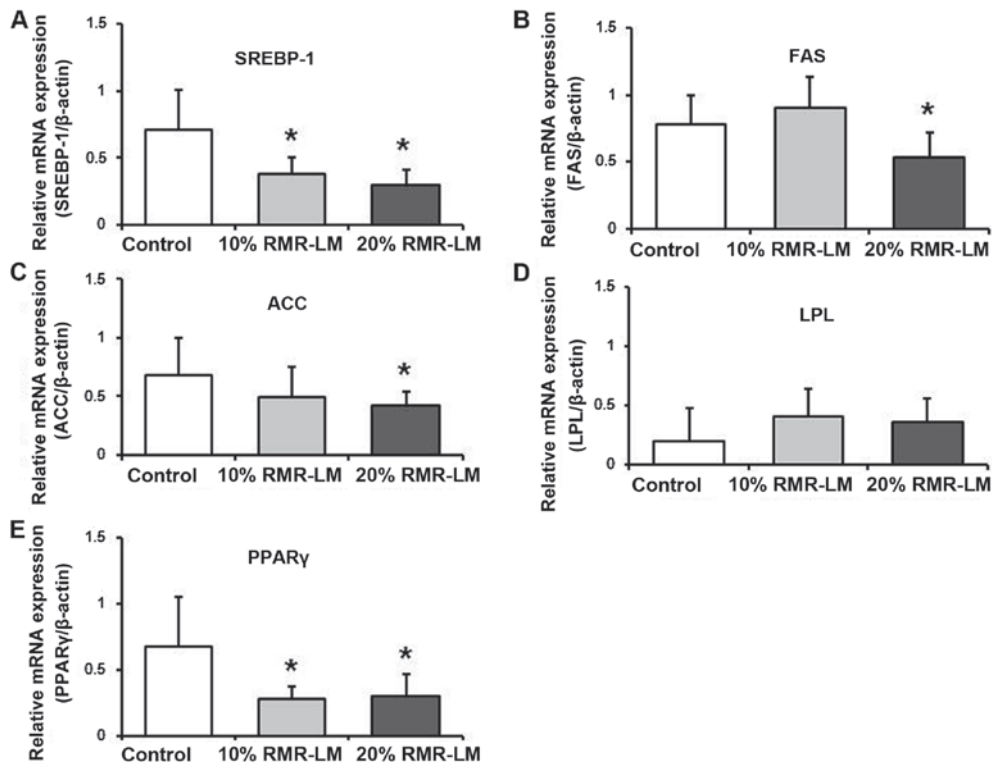 A
Relative mRNA expression
(SREBP-1/β-actin)
1.5
1
0.5
0
SREBP-1
*
*
Control
10% RMR-LM
20% RMR-LM
B
Relative mRNA expression
(FAS/β-actin)
1.5
1
0.5
0
FAS
*
Control
10% RMR-LM
20% RMR-LM
C
Relative mRNA expression
(ACC/β-actin)
1.5
1
0.5
0
ACC
*
Control
10% RMR-LM
20% RMR-LM
D
Relative mRNA expression
(LPL/β-actin)
1.5
1
0.5
0
LPL
Control
10% RMR-LM
20% RMR-LM
E
Relative mRNA expression
(PPARγ/β-actin)
1.5
1
0.5
0
PPARγ
*
*
Control
10% RMR-LM
20% RMR-LM